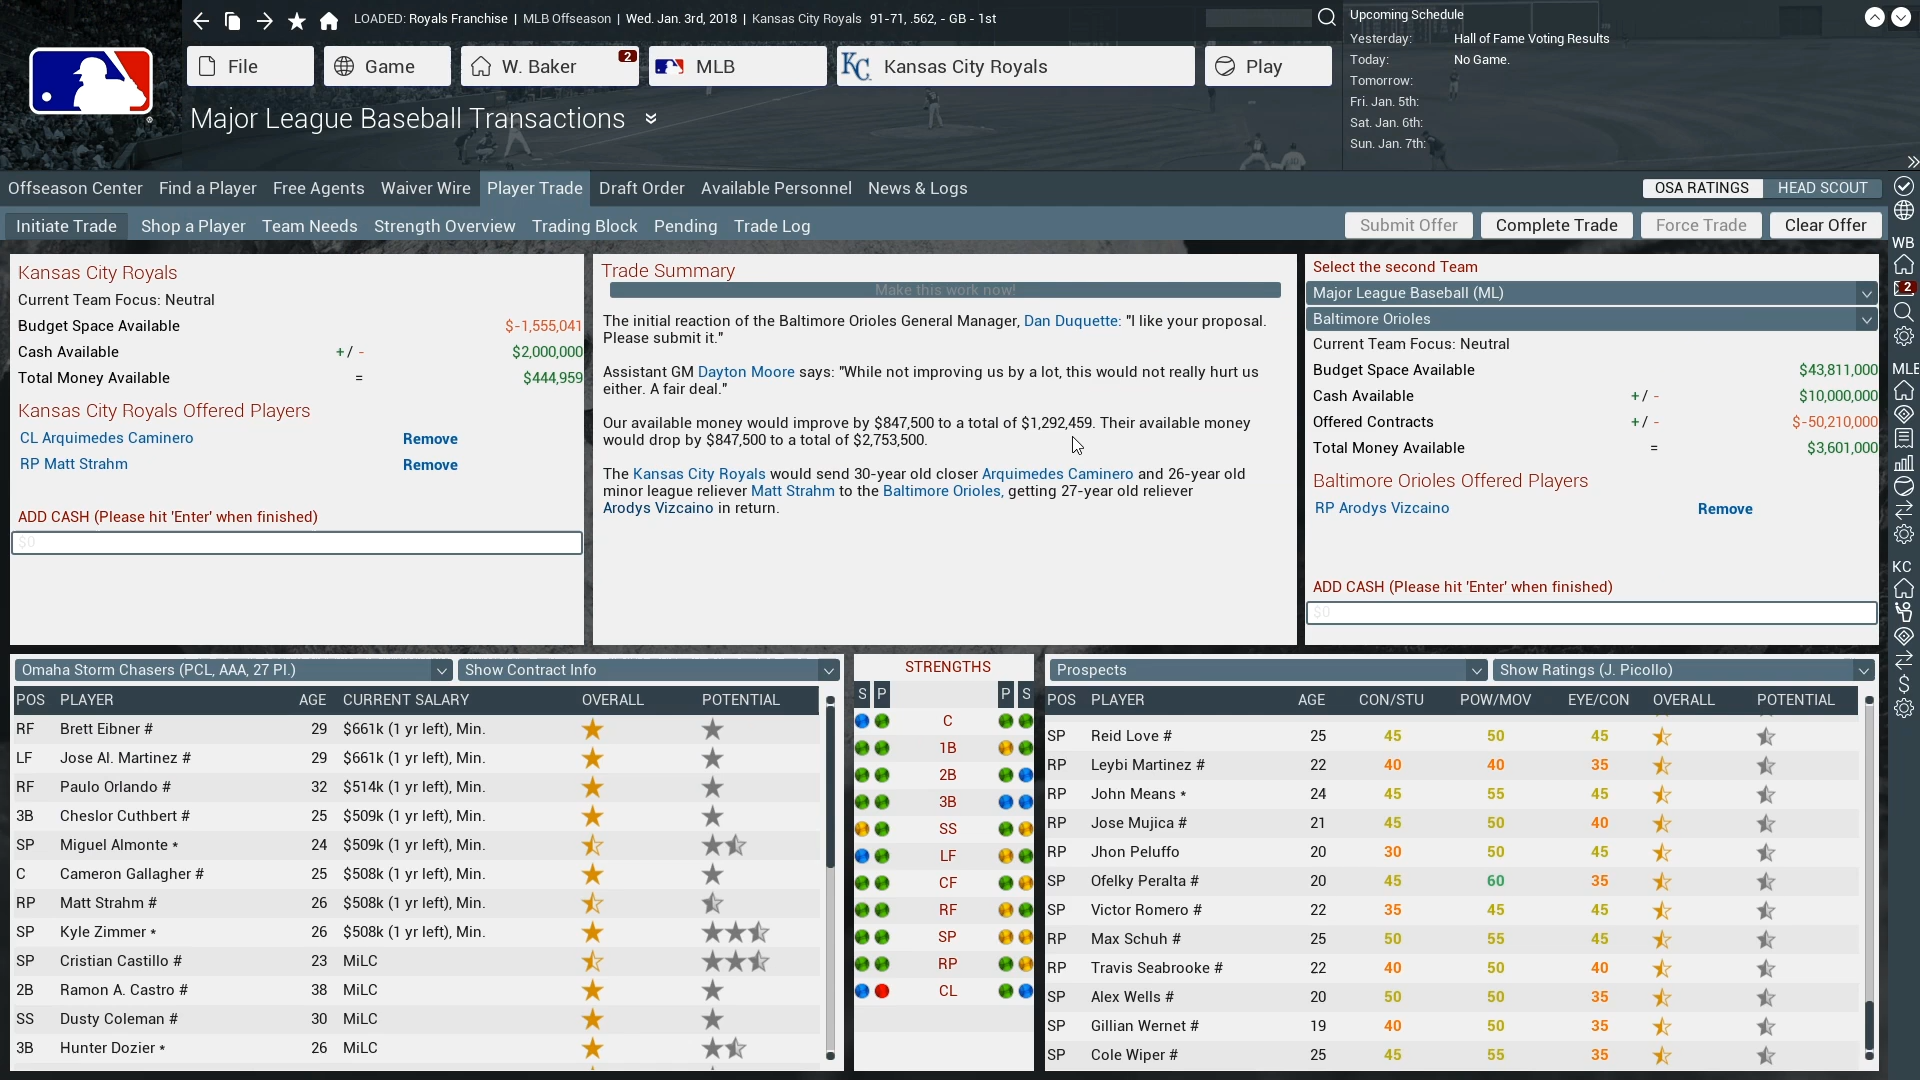 LOADED: Royals Franchise | MLB Offseason | Wed. Jan. 3rd, 2018 | Kansas City Royals 91-71, .562, - GB - 1st
File
Game
W. Baker
2
MLB
KC
Kansas City Royals
Play
Upcoming Schedule
Yesterday: Hall of Fame Voting Results
Today: No Game.
Tomorrow:
Fri. Jan. 5th:
Sat. Jan. 6th:
Sun. Jan. 7th:
Major League Baseball Transactions
Offseason Center Find a Player Free Agents Waiver Wire Player Trade Draft Order Available Personnel News & Logs
OSA RATINGS HEAD SCOUT
Initiate Trade Shop a Player Team Needs Strength Overview Trading Block Pending Trade Log
Submit Offer Complete Trade Force Trade Clear Offer
Kansas City Royals
Current Team Focus: Neutral
Budget Space Available $-1,555,041
Cash Available +/ - $2,000,000
Total Money Available = $444,959
Kansas City Royals Offered Players
CL Arquimedes Caminero Remove
RP Matt Strahm Remove
ADD CASH (Please hit 'Enter' when finished)
$0
Trade Summary
Make this work now!
The initial reaction of the Baltimore Orioles General Manager, Dan Duquette: "I like your proposal.
Please submit it."
Assistant GM Dayton Moore says: "While not improving us by a lot, this would not really hurt us
either. A fair deal."
Our available money would improve by $847,500 to a total of $1,292,459. Their available money
would drop by $847,500 to a total of $2,753,500.
The Kansas City Royals would send 30-year old closer Arquimedes Caminero and 26-year old
minor league reliever Matt Strahm to the Baltimore Orioles, getting 27-year old reliever
Arodys Vizcaino in return.
Select the second Team
Major League Baseball (ML)
Baltimore Orioles
Current Team Focus: Neutral
Budget Space Available $43,811,000
Cash Available +/ - $10,000,000
Offered Contracts +/ - $-50,210,000
Total Money Available = $3,601,000
Baltimore Orioles Offered Players
RP Arodys Vizcaino Remove
ADD CASH (Please hit 'Enter' when finished)
$0
WB
2
MLE
KC
Omaha Storm Chasers (PCL, AAA, 27 Pl.) Show Contract Info
POS PLAYER AGE CURRENT SALARY OVERALL POTENTIAL
RF Brett Eibner # 29 $661k (1 yr left), Min.
LF Jose Al. Martinez # 29 $661k (1 yr left), Min.
RF Paulo Orlando # 32 $514k (1 yr left), Min.
3B Cheslor Cuthbert # 25 $509k (1 yr left), Min.
SP Miguel Almonte * 24 $509k (1 yr left), Min.
C Cameron Gallagher # 25 $508k (1 yr left), Min.
RP Matt Strahm # 26 $508k (1 yr left), Min.
SP Kyle Zimmer * 26 $508k (1 yr left), Min.
SP Cristian Castillo # 23 MiLC
2B Ramon A. Castro # 38 MiLC
SS Dusty Coleman # 30 MiLC
3B Hunter Dozier * 26 MiLC
STRENGTHS
S P P S
C
1B
2B
3B
SS
LF
CF
RF
SP
RP
CL
Prospects Show Ratings (J. Picollo)
POS PLAYER AGE CON/STU POW/MOV EYE/CON OVERALL POTENTIAL
SP Reid Love # 25 45 50 45
RP Leybi Martinez # 22 40 40 35
RP John Means * 24 45 55 45
RP Jose Mujica # 21 45 50 40
RP Jhon Peluffo 20 30 50 45
SP Ofelky Peralta # 20 45 60 35
SP Victor Romero # 22 35 45 45
RP Max Schuh # 25 50 55 45
RP Travis Seabrooke # 22 40 50 40
SP Alex Wells # 20 50 50 35
SP Gillian Wernet # 19 40 50 35
SP Cole Wiper # 25 45 55 35